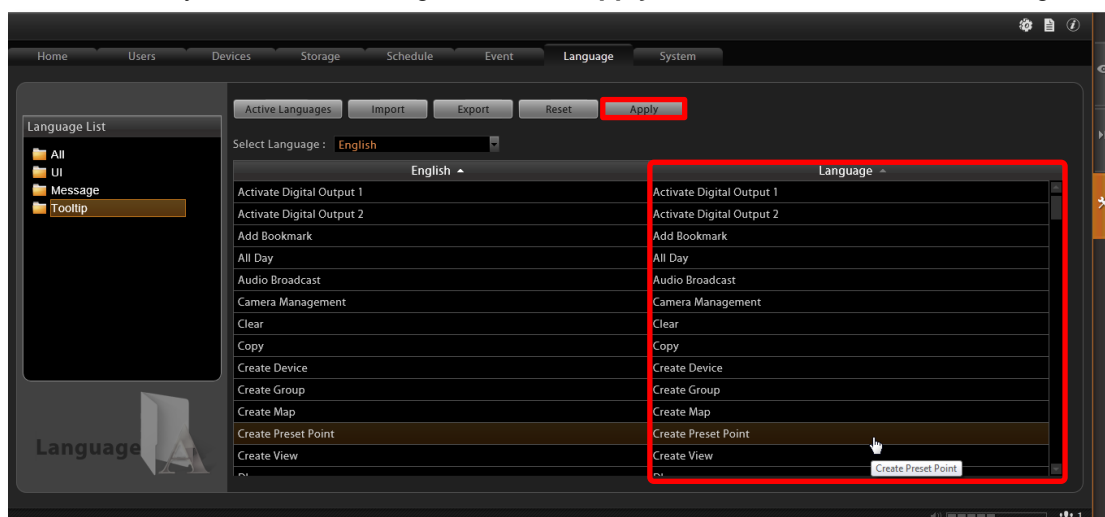 Apply
Home Users Devices Storage Schedule Event Language System
Active Languages Import Export Reset Apply
Language List
Select Language : English
All
UI
Message
Tooltip
English Language
Activate Digital Output 1 Activate Digital Output 1
Activate Digital Output 2 Activate Digital Output 2
Add Bookmark Add Bookmark
All Day All Day
Audio Broadcast Audio Broadcast
Camera Management Camera Management
Clear Clear
Copy Copy
Create Device Create Device
Create Group Create Group
Create Map Create Map
Create Preset Point Create Preset Point
Create View Create View
Create Preset Point
Language
1